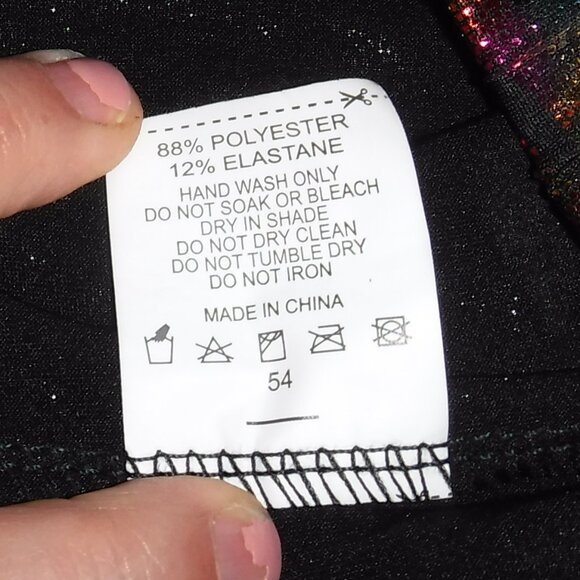 88% POLYESTER
12% ELASTANE
HAND WASH ONLY
DO NOT SOAK OR BLEACH
DRY IN SHADE
DO NOT DRY CLEAN
DO NOT TUMBLE DRY
DO NOT IRON
MADE IN CHINA
54